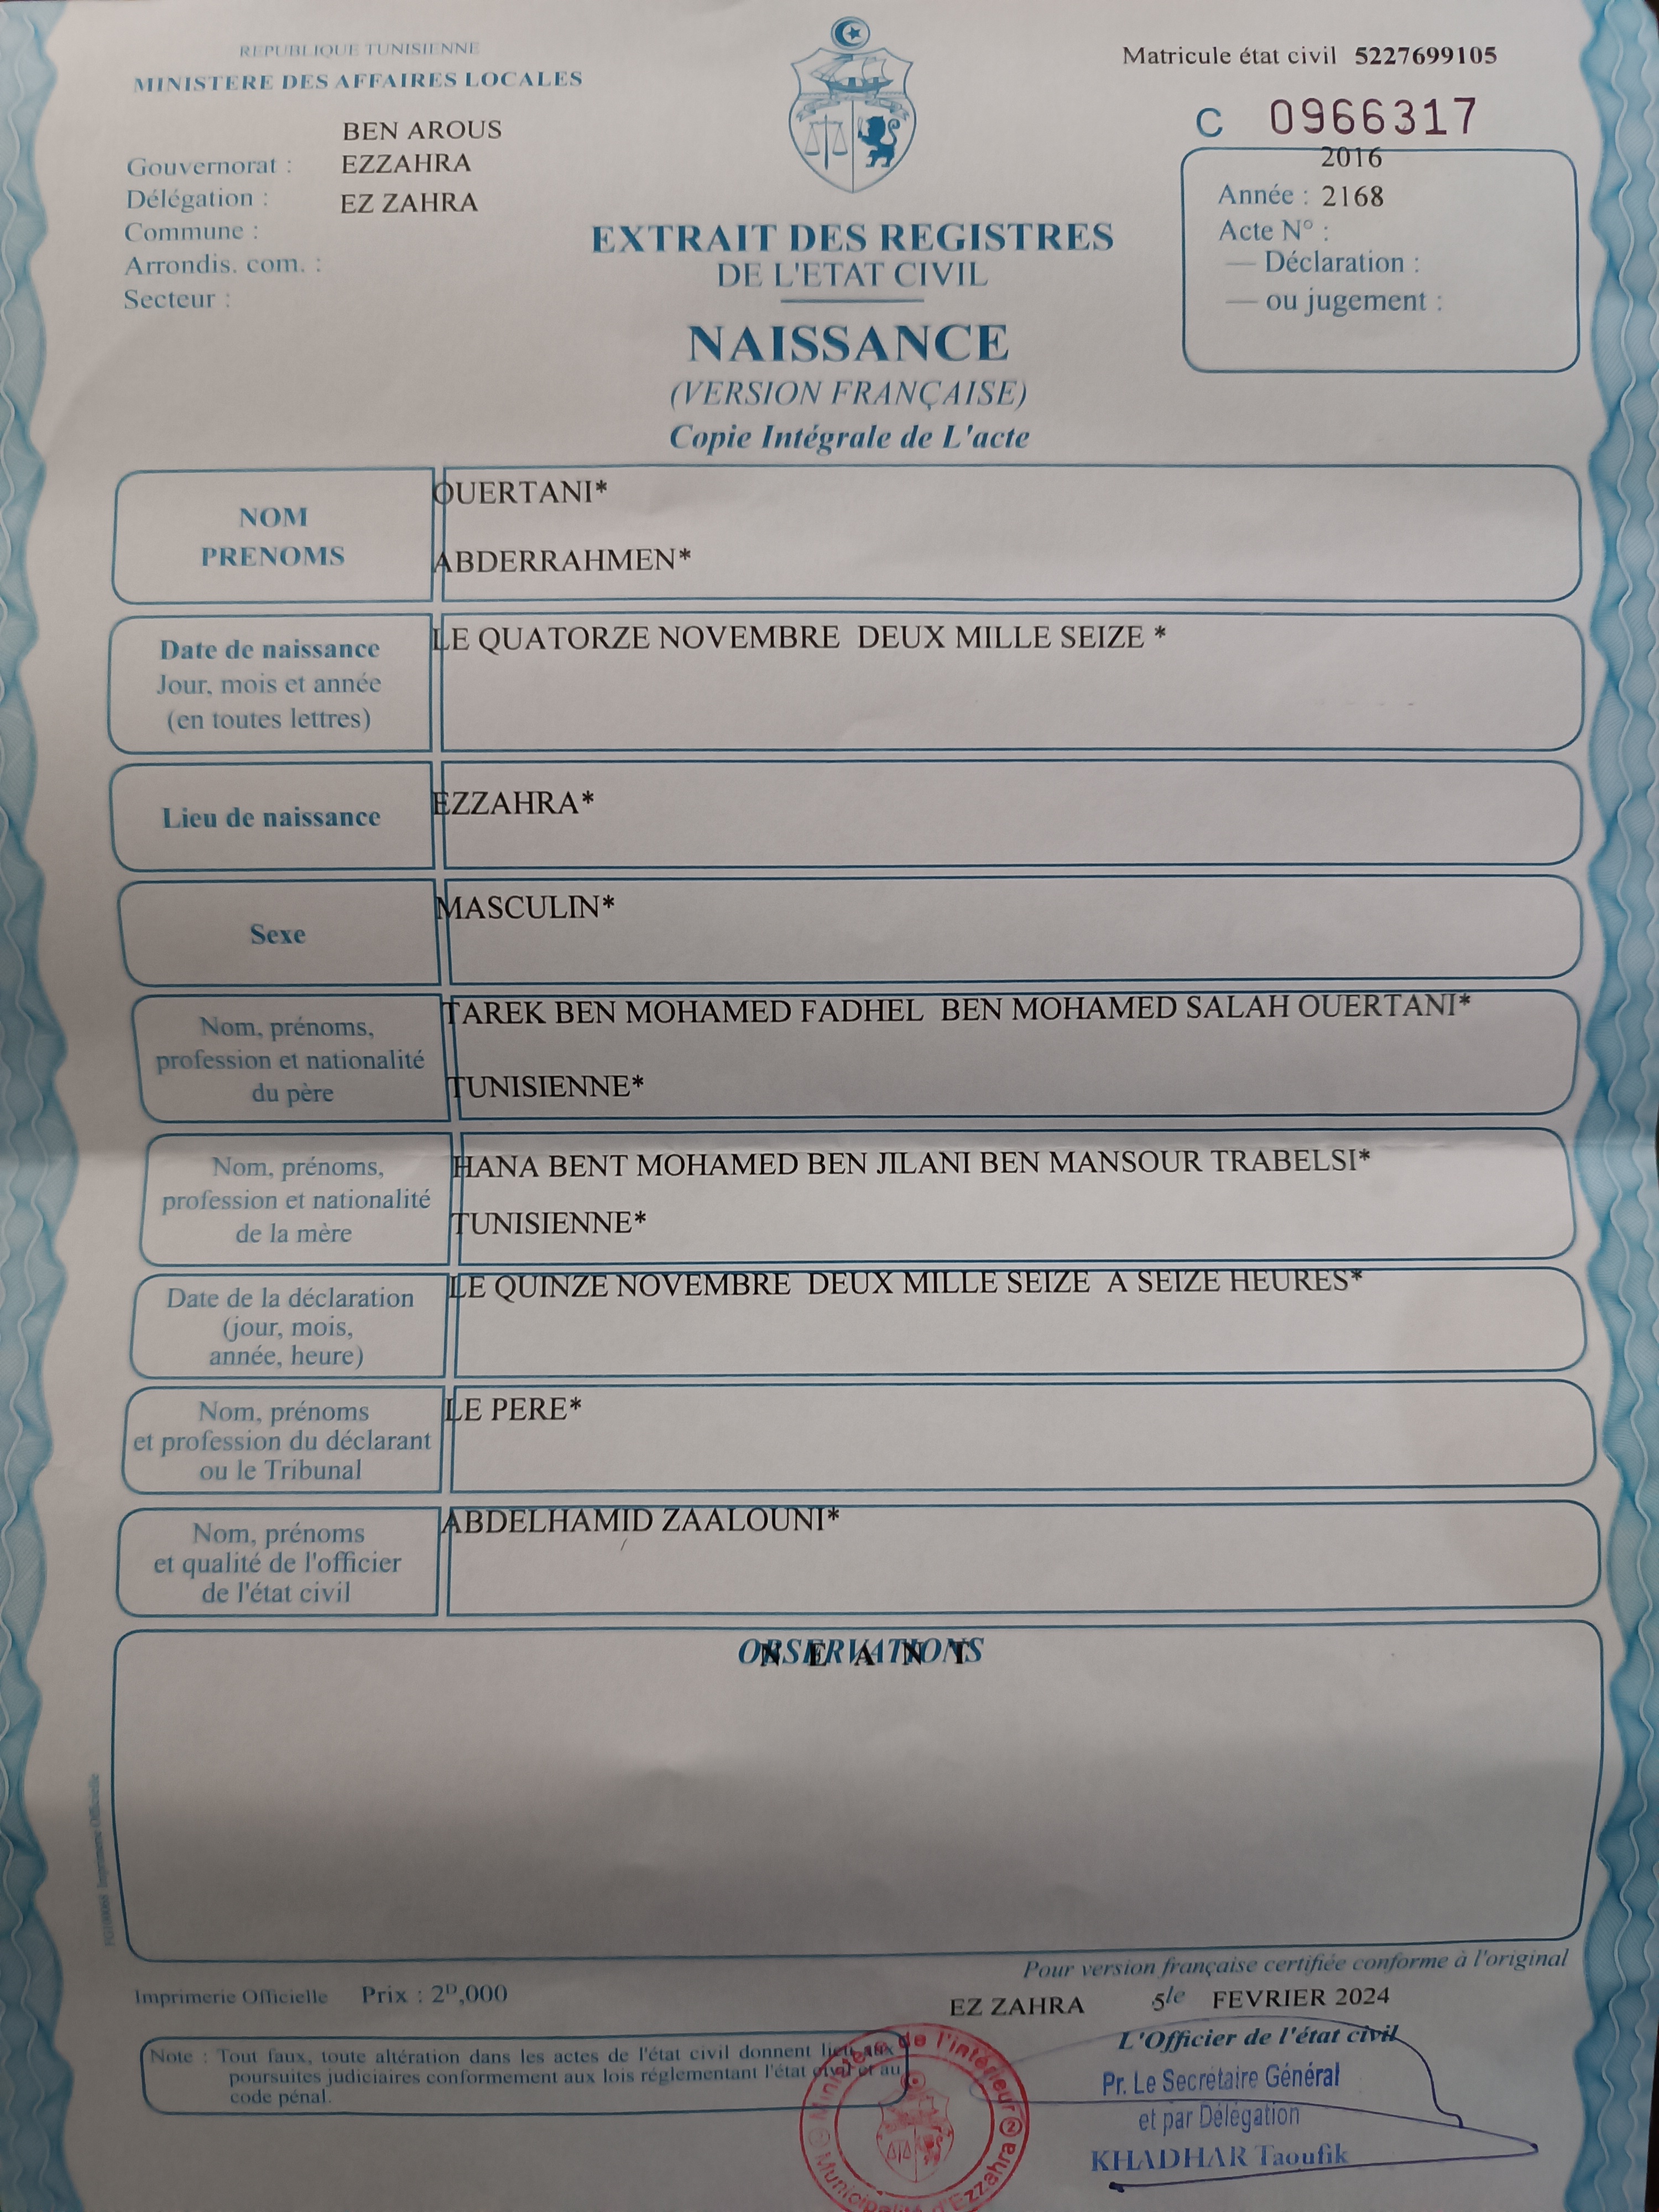 REPUBLIQUE TUNISIENNE
MINISTERE DES AFFAIRES LOCALES
BEN AROUS
Gouvernorat : EZZAHRA
Délégation : EZ ZAHRA
Commune :
Arrondis. com. :
Secteur :
Matricule état civil 5227699105
C 0966317
2016
Année : 2168
Acte N° :
— Déclaration :
— ou jugement :
EXTRAIT DES REGISTRES
DE L'ETAT CIVIL
NAISSANCE
(VERSION FRANÇAISE)
Copie Intégrale de L'acte
NOM
PRENOMS
OUERTANI*
ABDERRAHMEN*
Date de naissance
Jour, mois et année
(en toutes lettres)
LE QUATORZE NOVEMBRE DEUX MILLE SEIZE *
Lieu de naissance
EZZAHRA*
Sexe
MASCULIN*
Nom, prénoms,
profession et nationalité
du père
TAREK BEN MOHAMED FADHEL BEN MOHAMED SALAH OUERTANI*
TUNISIENNE*
Nom, prénoms,
profession et nationalité
de la mère
HANA BENT MOHAMED BEN JILANI BEN MANSOUR TRABELSI*
TUNISIENNE*
Date de la déclaration
(jour, mois,
année, heure)
LE QUINZE NOVEMBRE DEUX MILLE SEIZE A SEIZE HEURES*
Nom, prénoms
et profession du déclarant
ou le Tribunal
LE PERE*
Nom, prénoms
et qualité de l'officier
de l'état civil
ABDELHAMID ZAALOUNI*
OBSERVATIONS
N E A N T
Imprimerie Officielle
Pour version française certifiée conforme à l'original
Imprimerie Officielle Prix : 2ᴰ,000
EZ ZAHRA 5 le FEVRIER 2024
L'Officier de l'état civil
Note : Tout faux, toute altération dans les actes de l'état civil donnent lieu aux
poursuites judiciaires conformement aux lois réglementant l'état civil et au
code pénal.
Pr. Le Secrétaire Général
et par Délégation
KHADHAR Taoufik
Ministère de l'intérieur
2
Municipalité d'Ezzahra